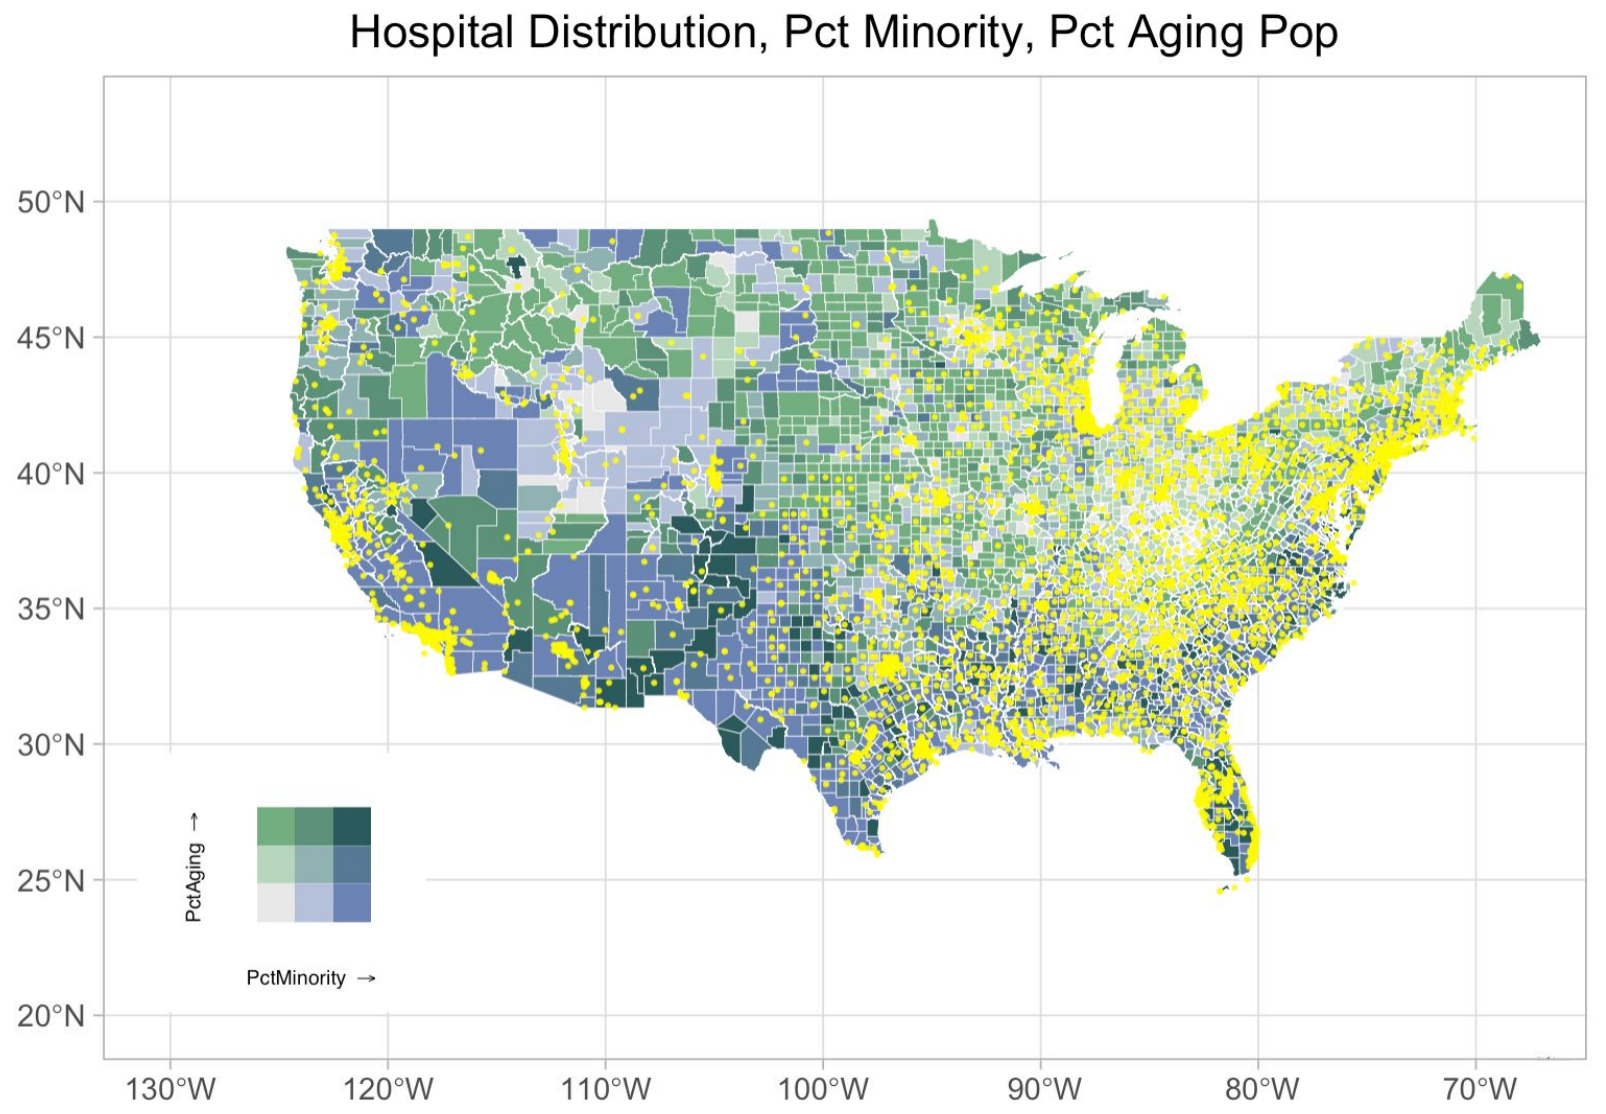 Hospital Distribution, Pct Minority, Pct Aging Pop
50°N
45°N
40°N
35°N
30°N
25°N
20°N
PctAging →
PctMinority →
130°W 120°W 110°W 100°W 90°W 80°W 70°W